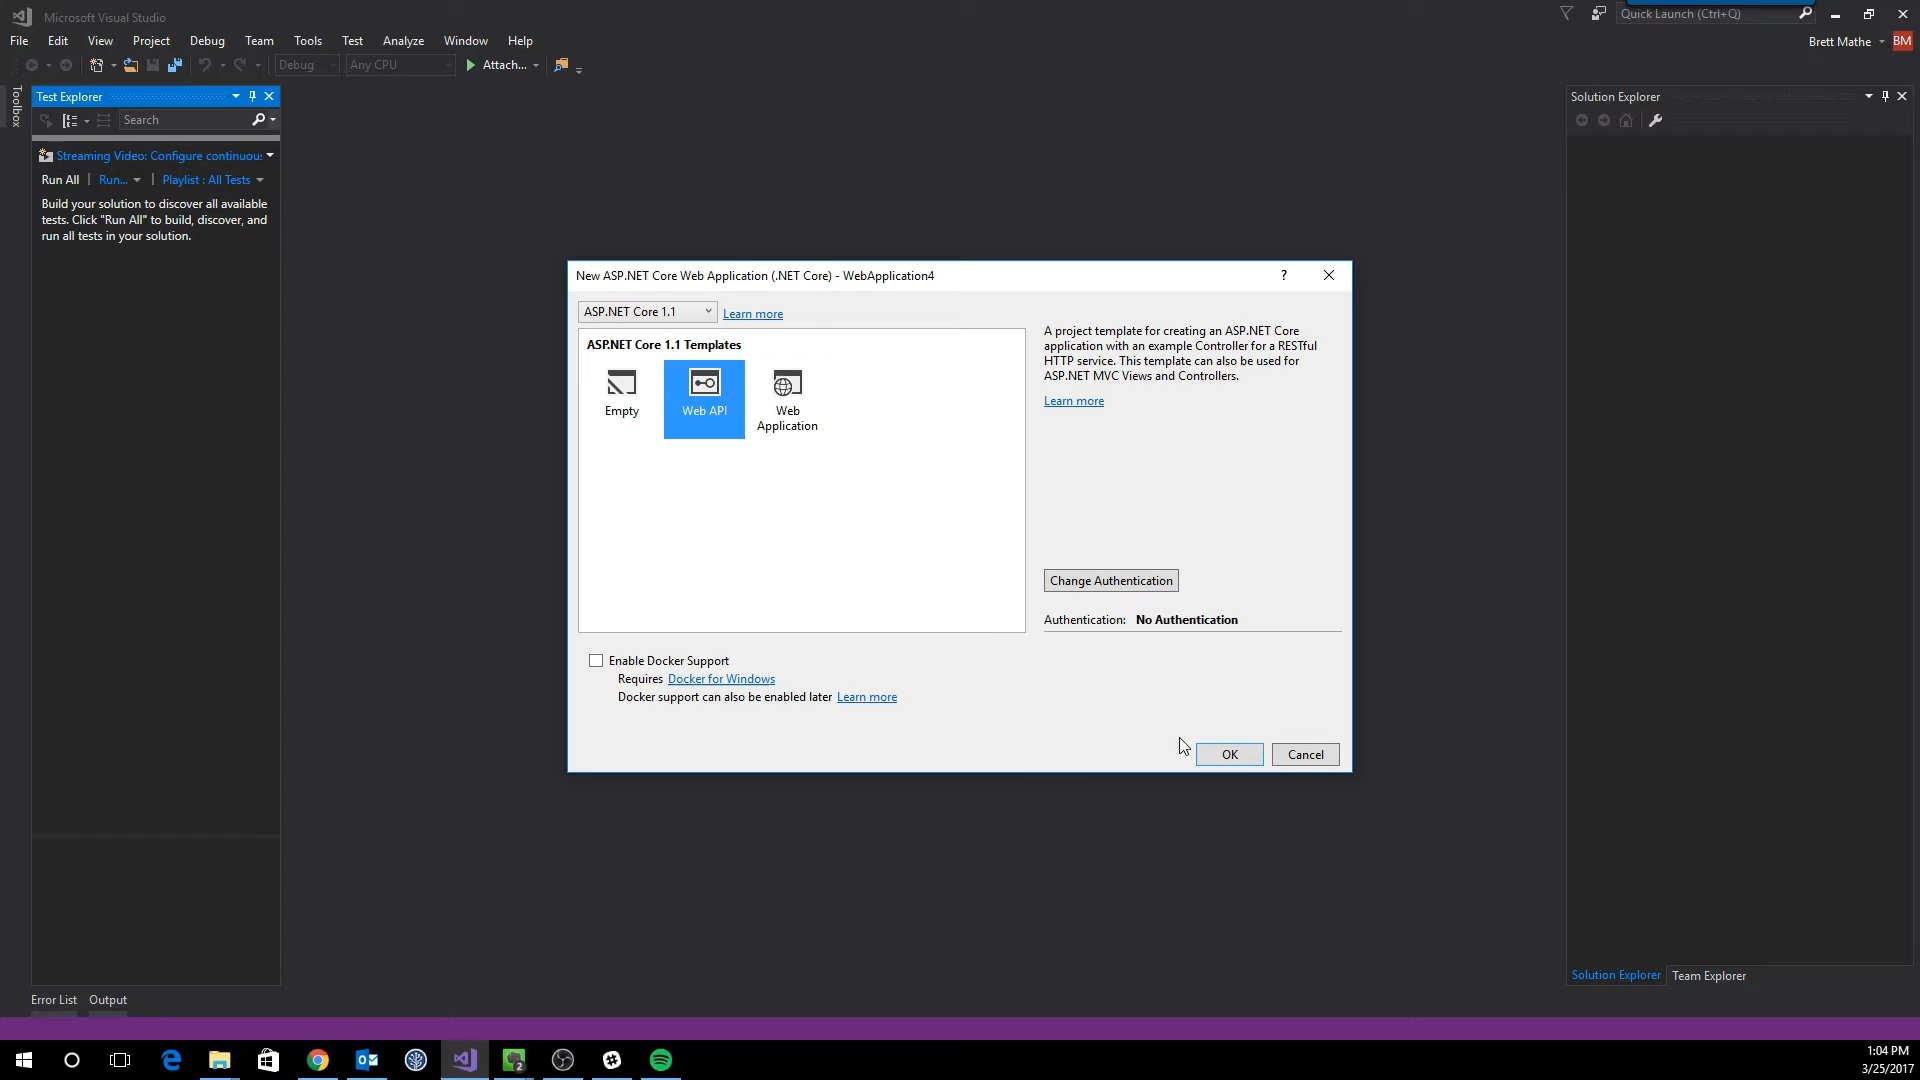 Microsoft Visual Studio
Quick Launch (Ctrl+Q)
File Edit View Project Debug Team Tools Test Analyze Window Help
Brett Mathe BM
Debug Any CPU Attach...
Toolbox
Test Explorer
Search
Streaming Video: Configure continuou
Run All Run... Playlist : All Tests
Build your solution to discover all available
tests. Click "Run All" to build, discover, and
run all tests in your solution.
New ASP.NET Core Web Application (.NET Core) - WebApplication4
?
ASP.NET Core 1.1 Learn more
ASP.NET Core 1.1 Templates
Empty
Web API
Web
Application
A project template for creating an ASP.NET Core
application with an example Controller for a RESTful
HTTP service. This template can also be used for
ASP.NET MVC Views and Controllers.
Learn more
Change Authentication
Authentication: No Authentication
Enable Docker Support
Requires Docker for Windows
Docker support can also be enabled later Learn more
OK Cancel
Solution Explorer
Solution Explorer Team Explorer
Error List Output
2
1:04 PM
3/25/2017